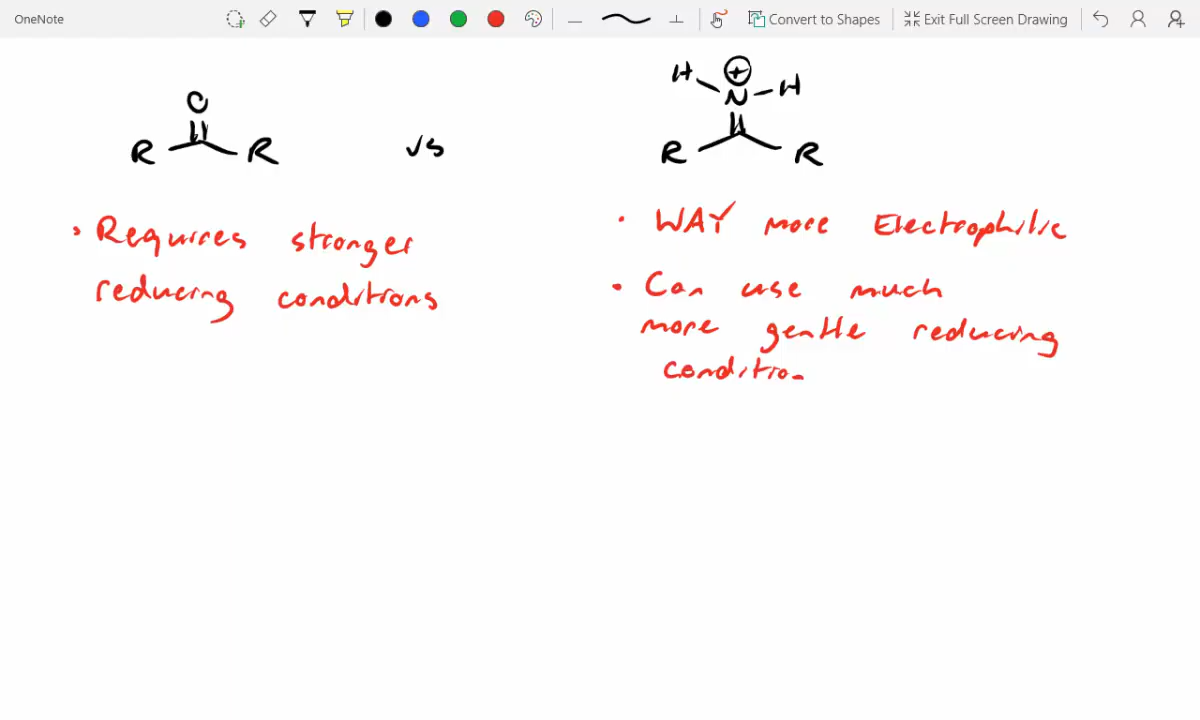 OneNote
Convert to Shapes
Exit Full Screen Drawing
O
R R
vs
H + N H
R R
• Requires stronger
reducing conditions
• WAY more Electrophilic
• Can use much
more gentle reducing
conditio